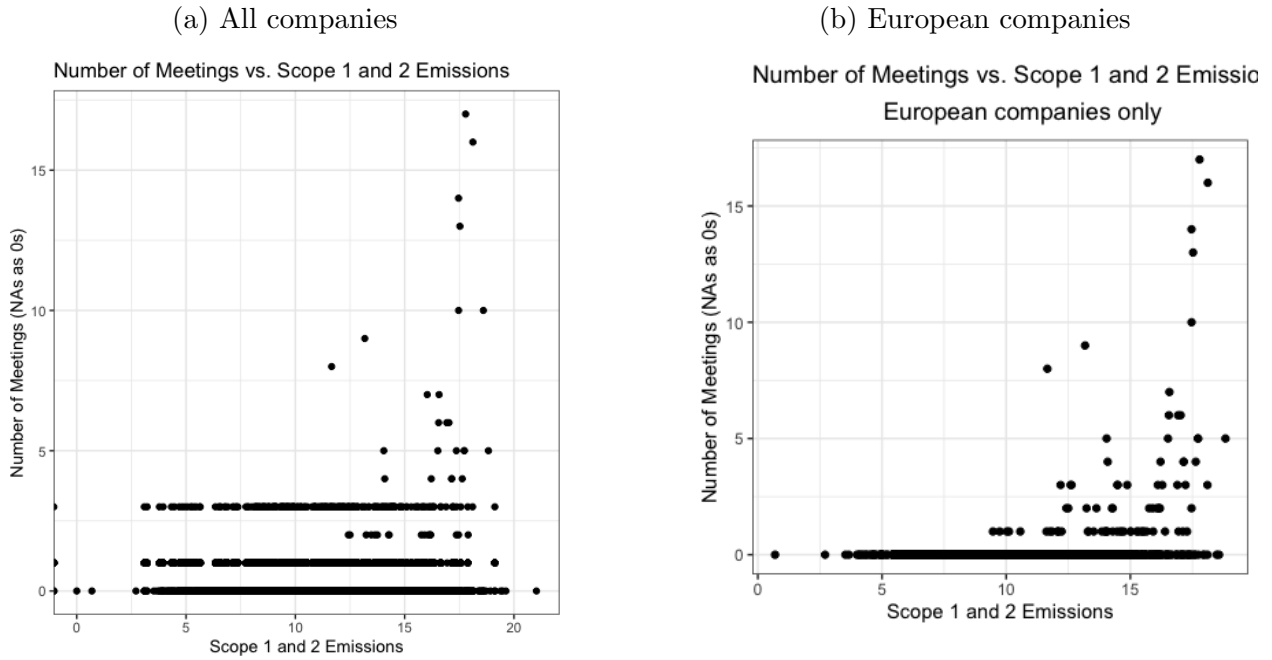 (a) All companies
Number of Meetings vs. Scope 1 and 2 Emissions
Number of Meetings (NAs as 0s)
15
10
5
0
0 5 10 15 20
Scope 1 and 2 Emissions
(b) European companies
Number of Meetings vs. Scope 1 and 2 Emissio
European companies only
Number of Meetings (NAs as 0s)
15
10
5
0
0 5 10 15
Scope 1 and 2 Emissions